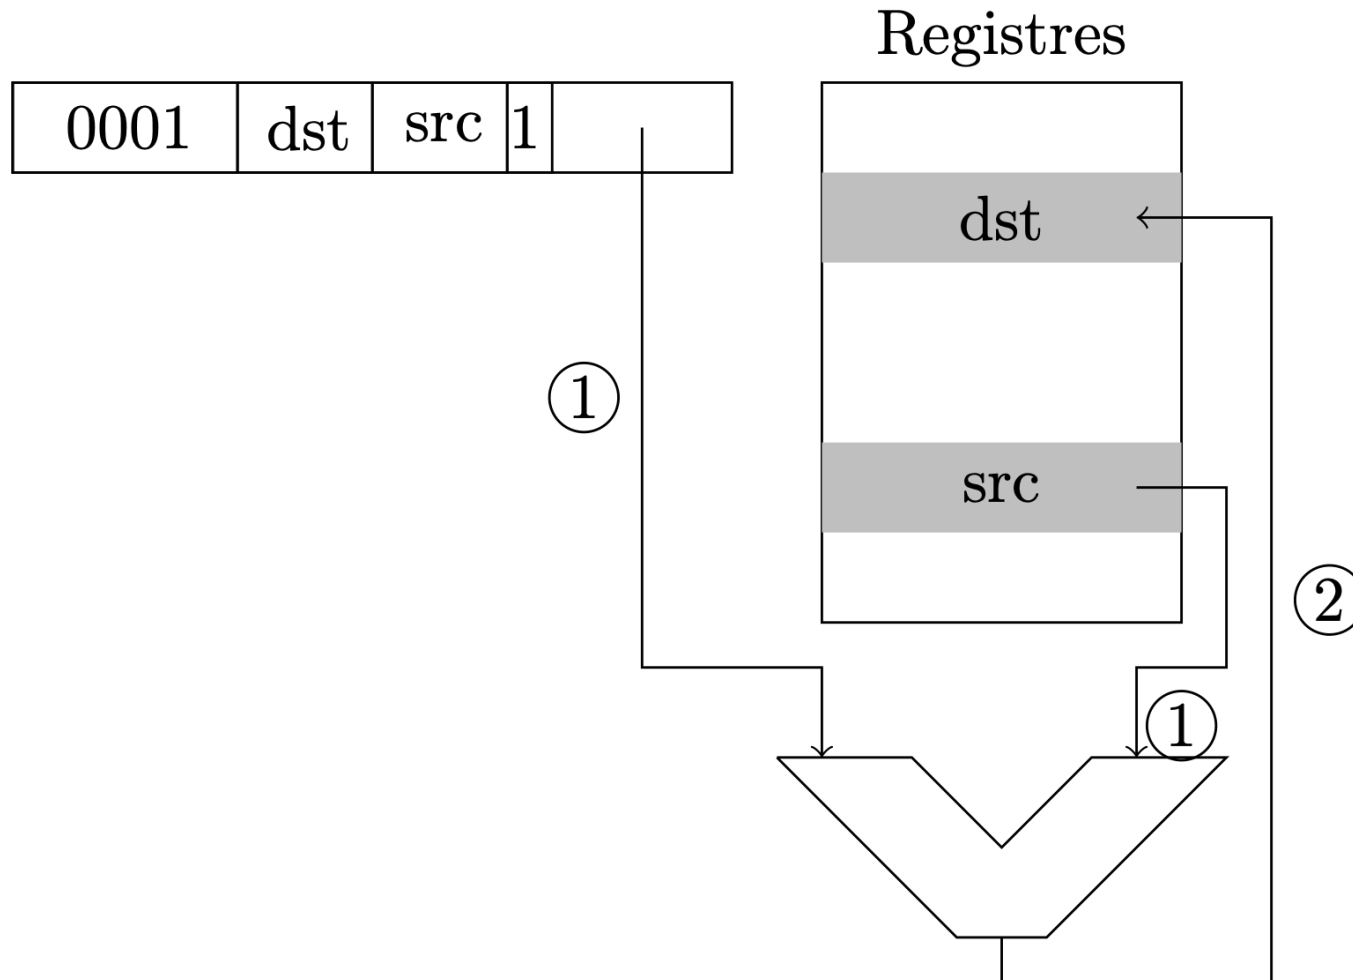 Registres
0001 dst src 1
dst
①
src
②
①